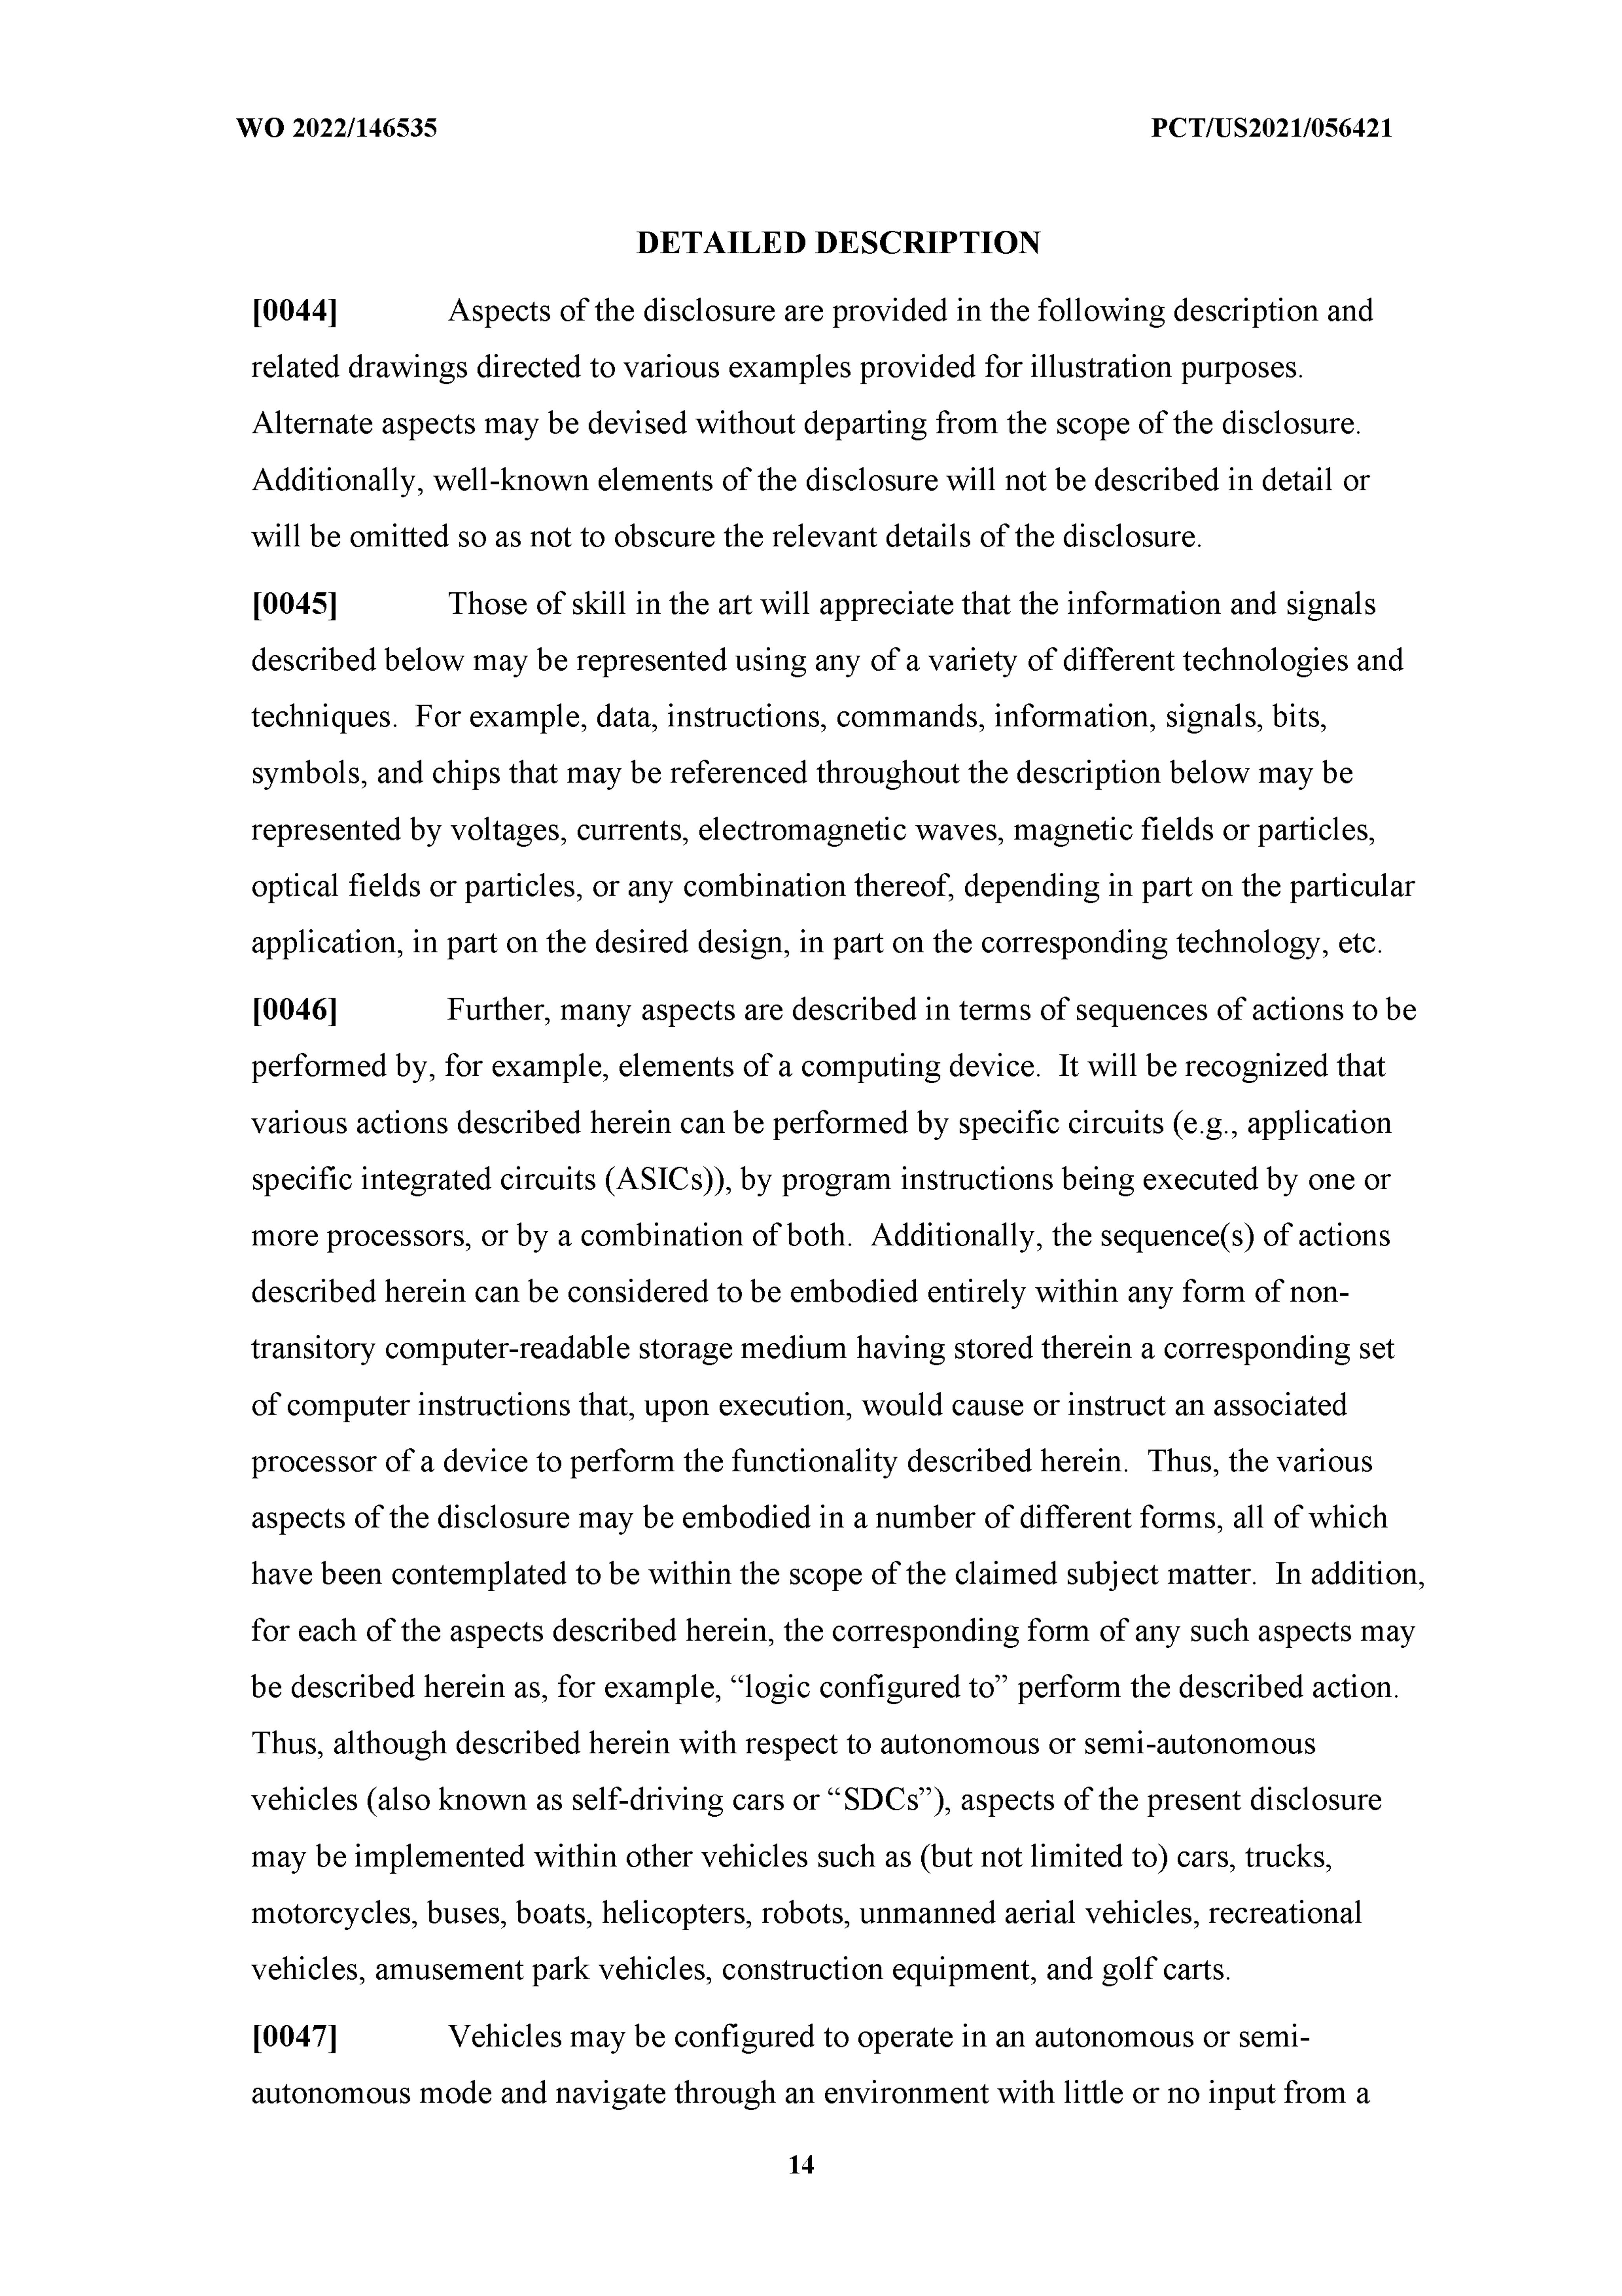 WO 2022/146535 PCT/US2021/056421
DETAILED DESCRIPTION
[0044] Aspects of the disclosure are provided in the following description and
related drawings directed to various examples provided for illustration purposes.
Alternate aspects may be devised without departing from the scope of the disclosure.
Additionally, well-known elements of the disclosure will not be described in detail or
will be omitted so as not to obscure the relevant details of the disclosure.
[0045] Those of skill in the art will appreciate that the information and signals
described below may be represented using any of a variety of different technologies and
techniques.  For example, data, instructions, commands, information, signals, bits,
symbols, and chips that may be referenced throughout the description below may be
represented by voltages, currents, electromagnetic waves, magnetic fields or particles,
optical fields or particles, or any combination thereof, depending in part on the particular
application, in part on the desired design, in part on the corresponding technology, etc.
[0046] Further, many aspects are described in terms of sequences of actions to be
performed by, for example, elements of a computing device.  It will be recognized that
various actions described herein can be performed by specific circuits (e.g., application
specific integrated circuits (ASICs)), by program instructions being executed by one or
more processors, or by a combination of both.  Additionally, the sequence(s) of actions
described herein can be considered to be embodied entirely within any form of non-
transitory computer-readable storage medium having stored therein a corresponding set
of computer instructions that, upon execution, would cause or instruct an associated
processor of a device to perform the functionality described herein.  Thus, the various
aspects of the disclosure may be embodied in a number of different forms, all of which
have been contemplated to be within the scope of the claimed subject matter.  In addition,
for each of the aspects described herein, the corresponding form of any such aspects may
be described herein as, for example, “logic configured to” perform the described action.
Thus, although described herein with respect to autonomous or semi-autonomous
vehicles (also known as self-driving cars or “SDCs”), aspects of the present disclosure
may be implemented within other vehicles such as (but not limited to) cars, trucks,
motorcycles, buses, boats, helicopters, robots, unmanned aerial vehicles, recreational
vehicles, amusement park vehicles, construction equipment, and golf carts.
[0047] Vehicles may be configured to operate in an autonomous or semi-
autonomous mode and navigate through an environment with little or no input from a
14